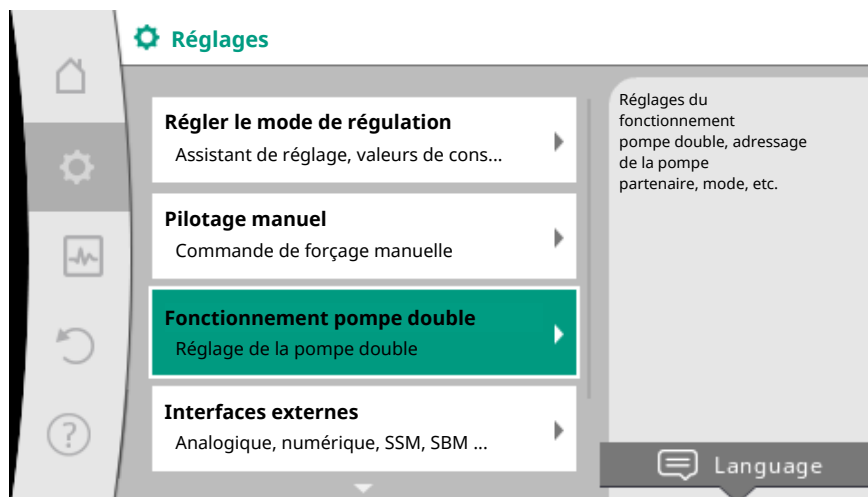 Réglages
Régler le mode de régulation
Assistant de réglage, valeurs de cons...
Pilotage manuel
Commande de forçage manuelle
Fonctionnement pompe double
Réglage de la pompe double
Interfaces externes
Analogique, numérique, SSM, SBM ...
Réglages du
fonctionnement
pompe double, adressage
de la pompe
partenaire, mode, etc.
Language